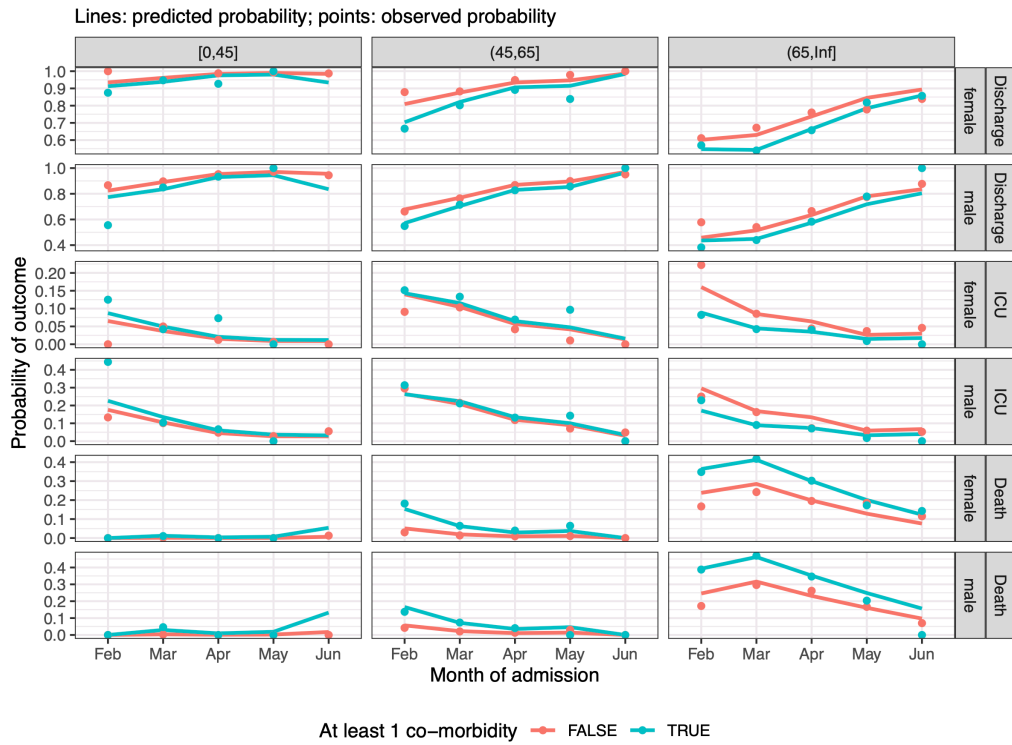 Lines: predicted probability; points: observed probability
[0,45] (45,65] (65,Inf]
1.0
0.9
0.8
0.7
0.6
female Discharge
1.0
0.8
0.6
0.4
male Discharge
0.20
0.15
0.10
0.05
0.00
female ICU
0.4
0.3
0.2
0.1
0.0
male ICU
0.4
0.3
0.2
0.1
0.0
female Death
0.4
0.3
0.2
0.1
0.0
male Death
Probability of outcome
Feb Mar Apr May Jun Feb Mar Apr May Jun Feb Mar Apr May Jun
Month of admission
At least 1 co−morbidity FALSE TRUE